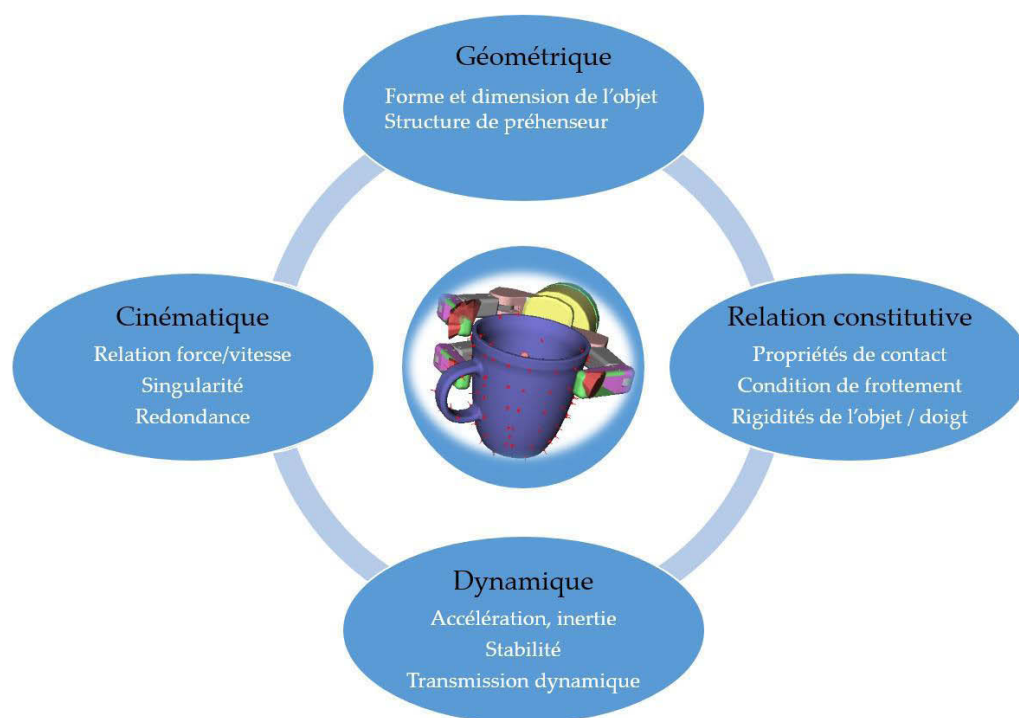 Géométrique
Forme et dimension de l'objet
Structure de préhenseur
Cinématique
Relation force/vitesse
Singularité
Redondance
Relation constitutive
Propriétés de contact
Condition de frottement
Rigidités de l'objet / doigt
Dynamique
Accélération, inertie
Stabilité
Transmission dynamique